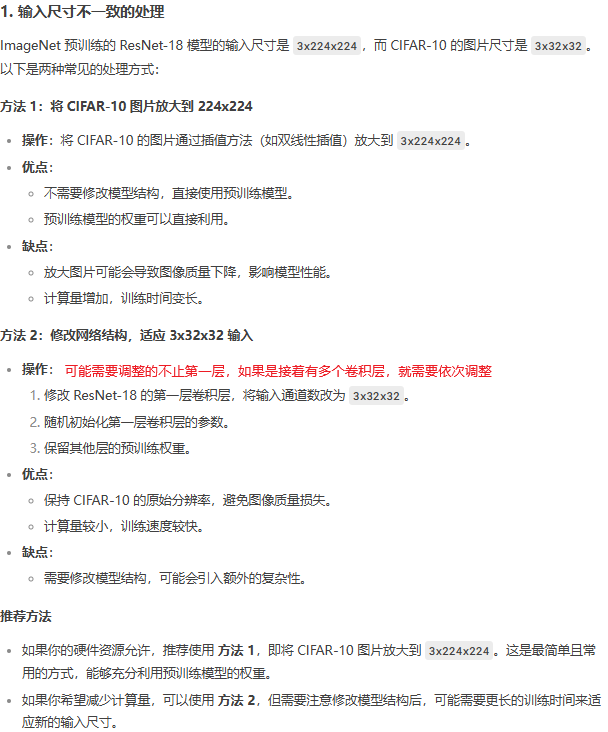 1. 输入尺寸不一致的处理
ImageNet 预训练的 ResNet-18 模型的输入尺寸是 3x224x224，而 CIFAR-10 的图片尺寸是 3x32x32。
以下是两种常见的处理方式：
方法 1：将 CIFAR-10 图片放大到 224x224
• 操作：将 CIFAR-10 的图片通过插值方法（如双线性插值）放大到 3x224x224。
• 优点：
◦ 不需要修改模型结构，直接使用预训练模型。
◦ 预训练模型的权重可以直接利用。
• 缺点：
◦ 放大图片可能会导致图像质量下降，影响模型性能。
◦ 计算量增加，训练时间变长。
方法 2：修改网络结构，适应 3x32x32 输入
• 操作： 可能需要调整的不止第一层，如果是接着有多个卷积层，就需要依次调整
1. 修改 ResNet-18 的第一层卷积层，将输入通道数改为 3x32x32。
2. 随机初始化第一层卷积层的参数。
3. 保留其他层的预训练权重。
• 优点：
◦ 保持 CIFAR-10 的原始分辨率，避免图像质量损失。
◦ 计算量较小，训练速度较快。
• 缺点：
◦ 需要修改模型结构，可能会引入额外的复杂性。
推荐方法
• 如果你的硬件资源允许，推荐使用 方法 1，即将 CIFAR-10 图片放大到 3x224x224。这是最简单且常
用的方式，能够充分利用预训练模型的权重。
• 如果你希望减少计算量，可以使用 方法 2，但需要注意修改模型结构后，可能需要更长的训练时间来适
应新的输入尺寸。